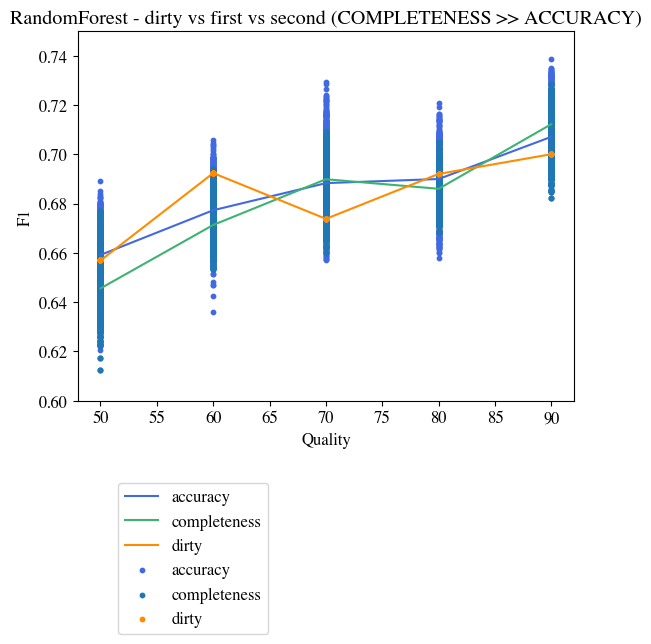 RandomForest - dirty vs first vs second (COMPLETENESS >> ACCURACY)
0.74
0.72
0.70
0.68
0.66
0.64
0.62
0.60
F1
50 55 60 65 70 75 80 85 90
Quality
accuracy
completeness
dirty
accuracy
completeness
dirty